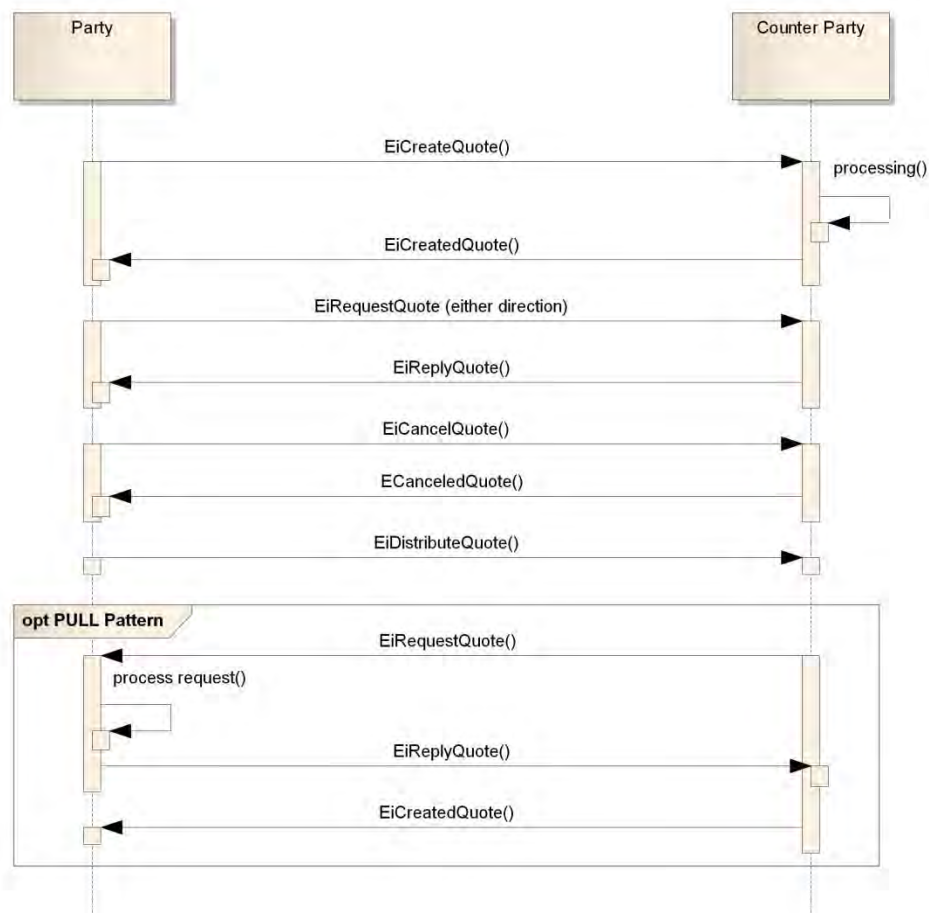 Party
Counter Party
EiCreateQuote()
processing()
EiCreatedQuote()
EiRequestQuote (either direction)
EiReplyQuote()
EiCancelQuote()
ECanceledQuote()
EiDistributeQuote()
opt PULL Pattern
EiRequestQuote()
process request()
EiReplyQuote()
EiCreatedQuote()